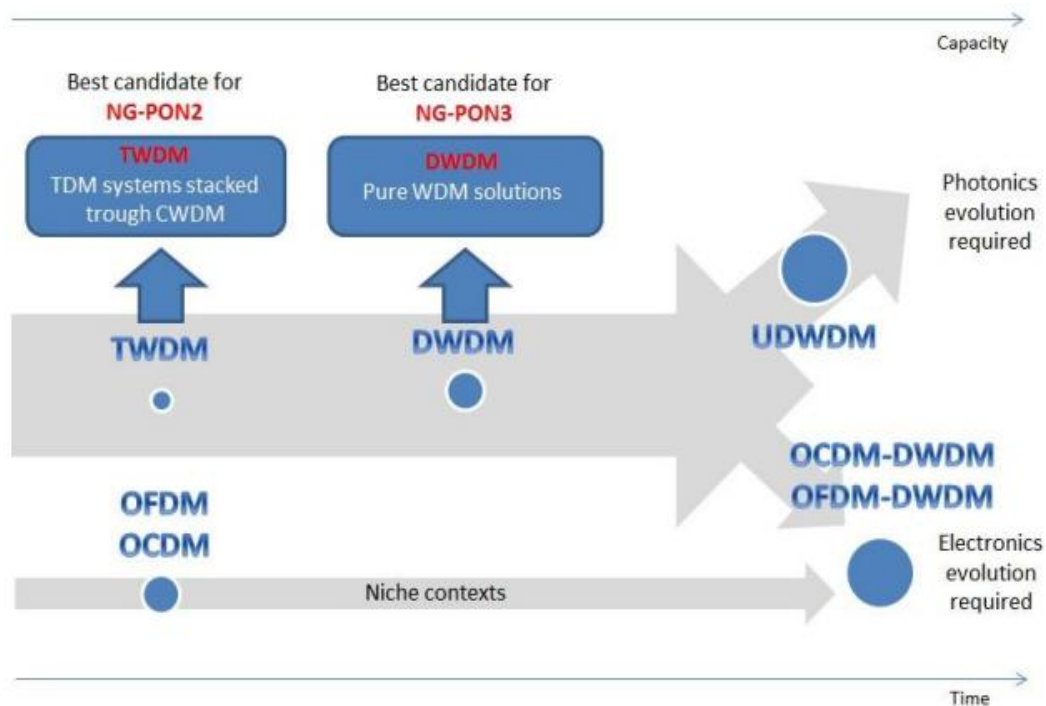 Capacity
Best candidate for
NG-PON2
Best candidate for
NG-PON3
TWDM
TDM systems stacked
trough CWDM
DWDM
Pure WDM solutions
Photonics
evolution
required
TWDM
DWDM
UDWDM
OCDM-DWDM
OFDM-DWDM
OFDM
OCDM
Electronics
evolution
required
Niche contexts
Time